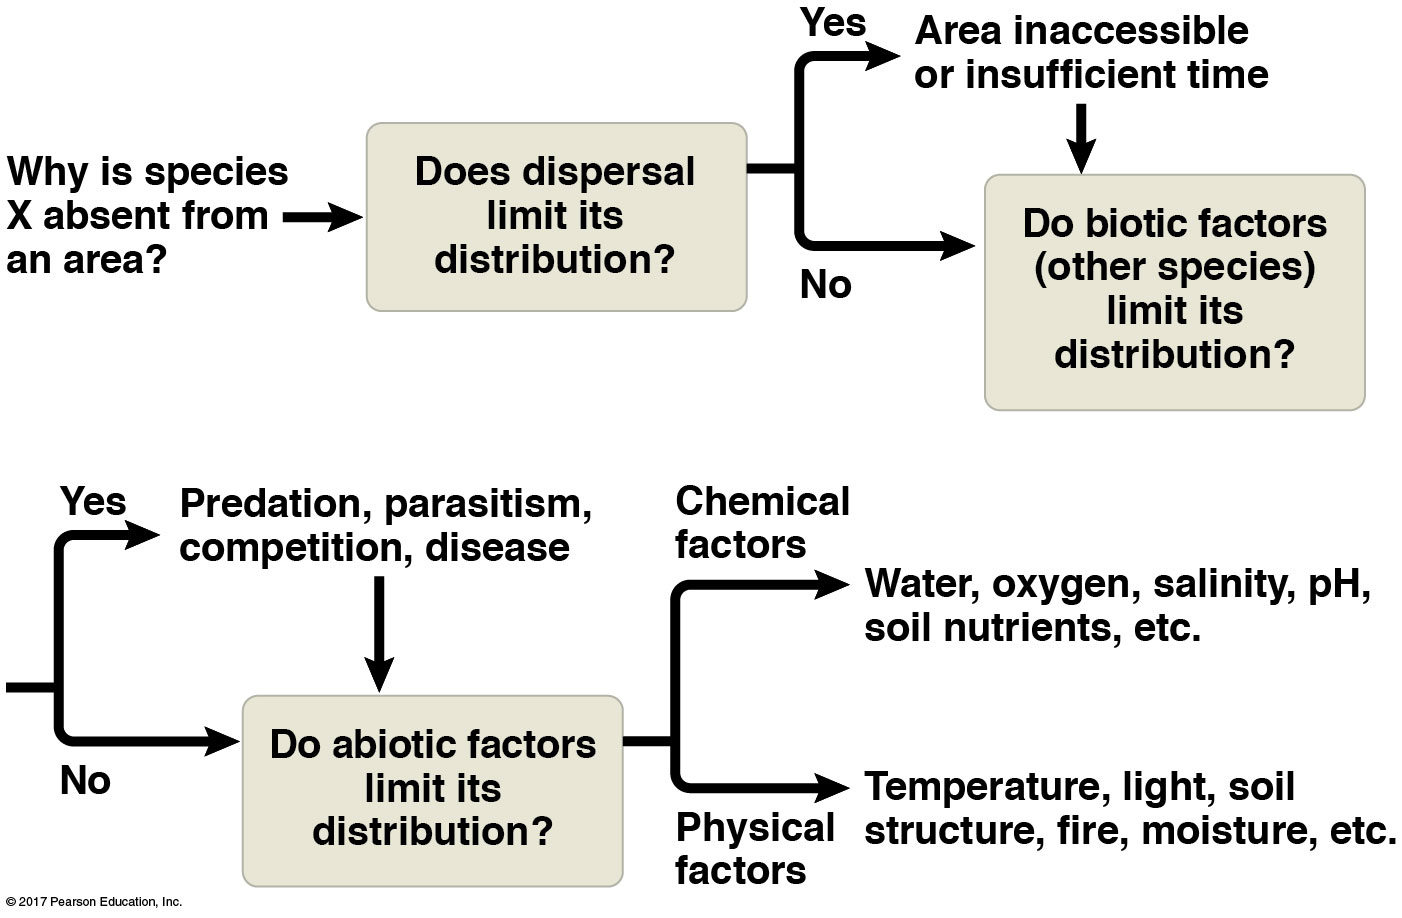 Why is species
X absent from
an area?
Does dispersal
limit its
distribution?
Yes
Area inaccessible
or insufficient time
No
Do biotic factors
(other species)
limit its
distribution?
Yes
Predation, parasitism,
competition, disease
No
Do abiotic factors
limit its
distribution?
Chemical
factors
Water, oxygen, salinity, pH,
soil nutrients, etc.
Physical
factors
Temperature, light, soil
structure, fire, moisture, etc.
© 2017 Pearson Education, Inc.